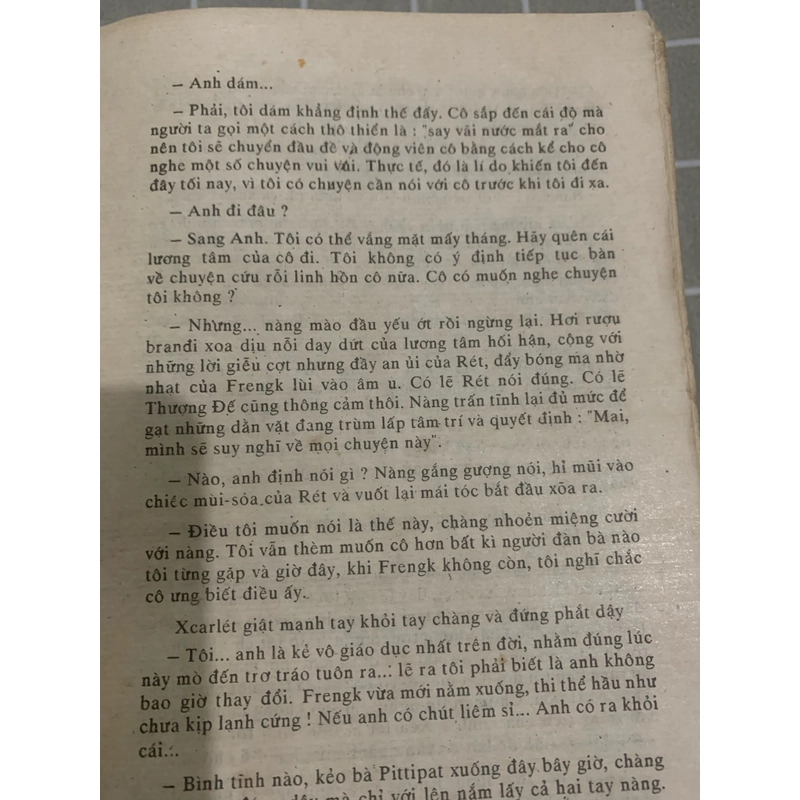 – Anh dám...
– Phải, tôi dám khẳng định thế đấy. Cô sắp đến cái độ mà
người ta gọi một cách thô thiển là : "say vãi nước mắt ra" cho
nên tôi sẽ chuyển đầu đề và động viên cô bằng cách kể cho cô
nghe một số chuyện vui vui. Thực tế, đó là lí do khiến tôi đến
đây tối nay, vì tôi có chuyện cần nói với cô trước khi tôi đi xa.
– Anh đi đâu ?
– Sang Anh. Tôi có thể vắng mặt mấy tháng. Hãy quên cái
lương tâm của cô đi. Tôi không có ý định tiếp tục bàn
về chuyện cứu rỗi linh hồn cô nữa. Cô có muốn nghe chuyện
tôi không ?
– Nhưng... nàng mào đầu yếu ớt rồi ngừng lại. Hơi rượu
branđi xoa dịu nỗi day dứt của lương tâm hối hận, cộng với
những lời giễu cợt nhưng đầy an ủi của Rét, đẩy bóng ma nhờ
nhạt của Frengk lùi vào âm u. Có lẽ Rét nói đúng. Có lẽ
Thượng Đế cũng thông cảm thôi. Nàng trấn tĩnh lại đủ mức để
gạt những dằn vặt đang trùm lấp tâm trí và quyết định : "Mai,
mình sẽ suy nghĩ về mọi chuyện này".
– Nào, anh định nói gì ? Nàng gắng gượng nói, hỉ mũi vào
chiếc mùi-sóa của Rét và vuốt lại mái tóc bắt đầu xõa ra.
– Điều tôi muốn nói là thế này, chàng nhoẻn miệng cười
với nàng. Tôi vẫn thèm muốn cô hơn bất kì người đàn bà nào
tôi từng gặp và giờ đây, khi Frengk không còn, tôi nghĩ chắc
cô ưng biết điều ấy.
Xcarlét giật mạnh tay khỏi tay chàng và đứng phắt dậy
– Tôi... anh là kẻ vô giáo dục nhất trên đời, nhằm đúng lúc
này mò đến trơ tráo tuôn ra... lẽ ra tôi phải biết là anh không
bao giờ thay đổi. Frengk vừa mới nằm xuống, thi thể hầu như
chưa kịp lạnh cứng ! Nếu anh có chút liêm sỉ... Anh có ra khỏi
cái...
– Bình tĩnh nào, kẻo bà Pittipat xuống đây bây giờ, chàng
mà chỉ với lên nắm lấy cả hai tay nàng.